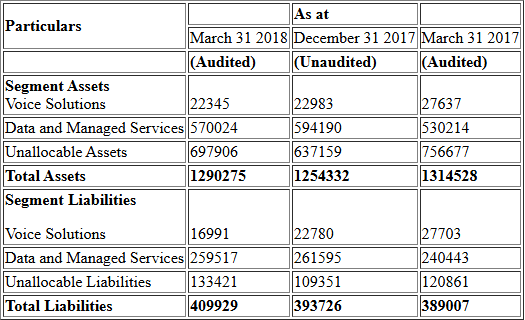 Particulars As at
March 31 2018 December 31 2017 March 31 2017
(Audited) (Unaudited) (Audited)
Segment Assets
Voice Solutions 22345 22983 27637
Data and Managed Services 570024 594190 530214
Unallocable Assets 697906 637159 756677
Total Assets 1290275 1254332 1314528
Segment Liabilities
Voice Solutions 16991 22780 27703
Data and Managed Services 259517 261595 240443
Unallocable Liabilities 133421 109351 120861
Total Liabilities 409929 393726 389007